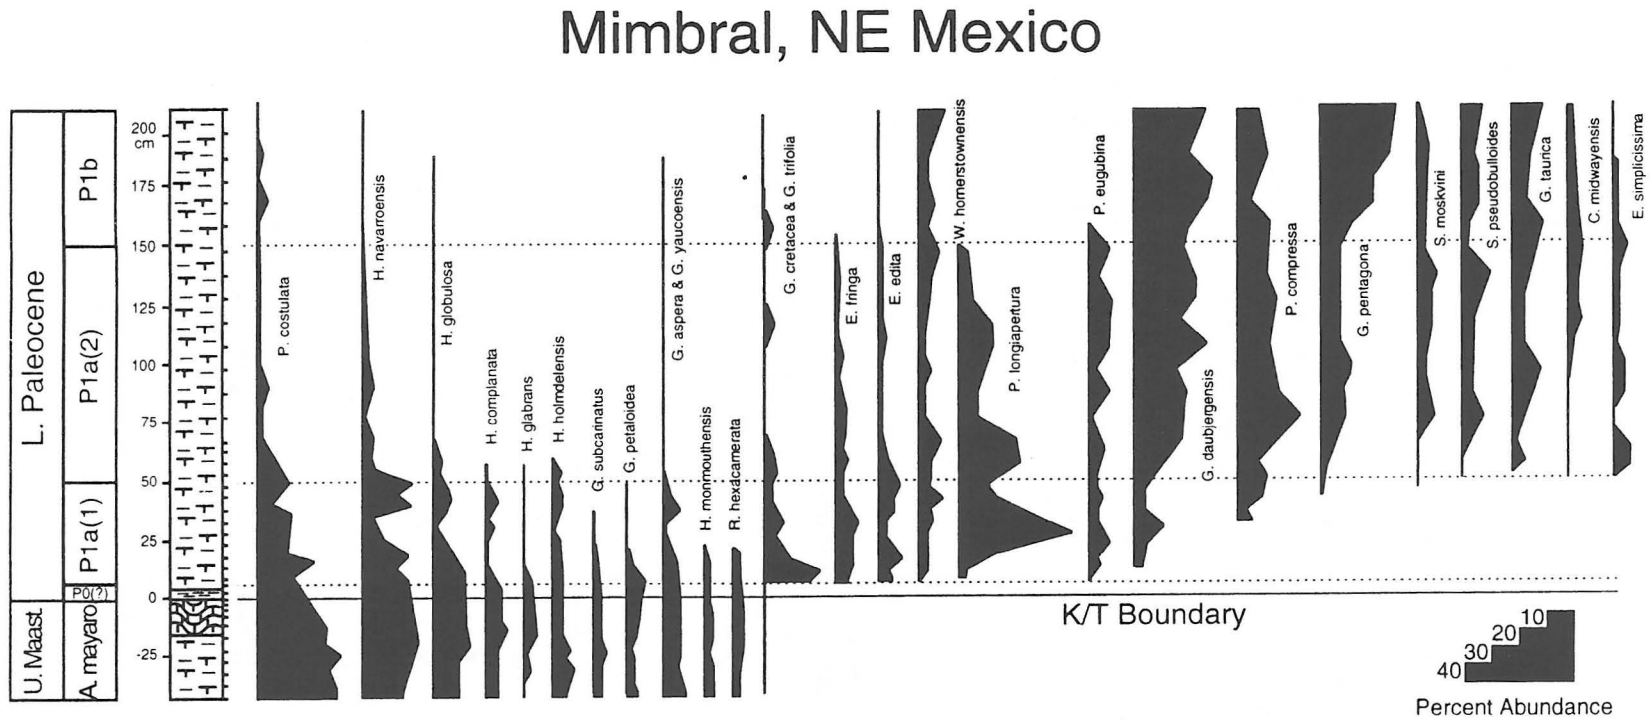 Mimbral, NE Mexico
L. Paleocene
U. Maast.
P1b
P1a(2)
P1a(1)
P0(?)
A. mayaro
200
cm
175
150
125
100
75
50
25
0
-25
P. costulata
H. navarroensis
H. globulosa
H. complanata
H. glabrans
H. holmdelensis
G. subcarinatus
G. petaloidea
G. aspera & G. yaucoensis
H. monmouthensis
R. hexacamerata
G. cretacea & G. trifolia
E. fringa
E. edita
W. homerstownensis
P. longiapertura
P. eugubina
G. daubjergensis
P. compressa
G. pentagona
S. moskvini
S. pseudobulloides
G. taurica
C. midwayensis
E. simplicissima
K/T Boundary
10
20
30
40
Percent Abundance